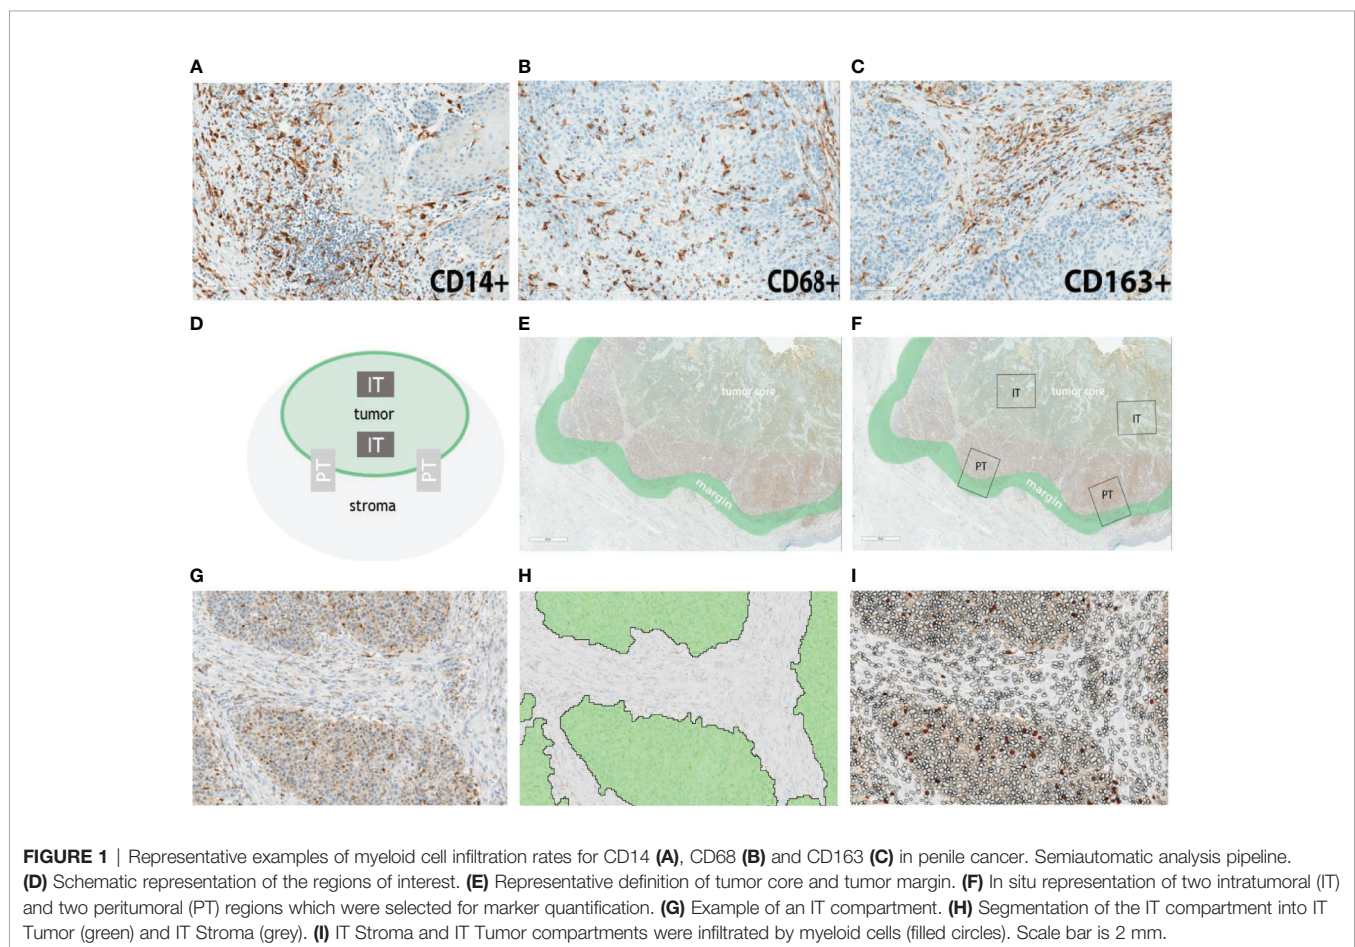 A
B
C
CD14+
CD68+
CD163+
D
E
F
IT
tumor
IT
PT
PT
stroma
tumor core
margin
tumor core
IT
IT
PT
PT
margin
G
H
I
FIGURE 1 | Representative examples of myeloid cell infiltration rates for CD14 (A), CD68 (B) and CD163 (C) in penile cancer. Semiautomatic analysis pipeline.
(D) Schematic representation of the regions of interest. (E) Representative definition of tumor core and tumor margin. (F) In situ representation of two intratumoral (IT)
and two peritumoral (PT) regions which were selected for marker quantification. (G) Example of an IT compartment. (H) Segmentation of the IT compartment into IT
Tumor (green) and IT Stroma (grey). (I) IT Stroma and IT Tumor compartments were infiltrated by myeloid cells (filled circles). Scale bar is 2 mm.